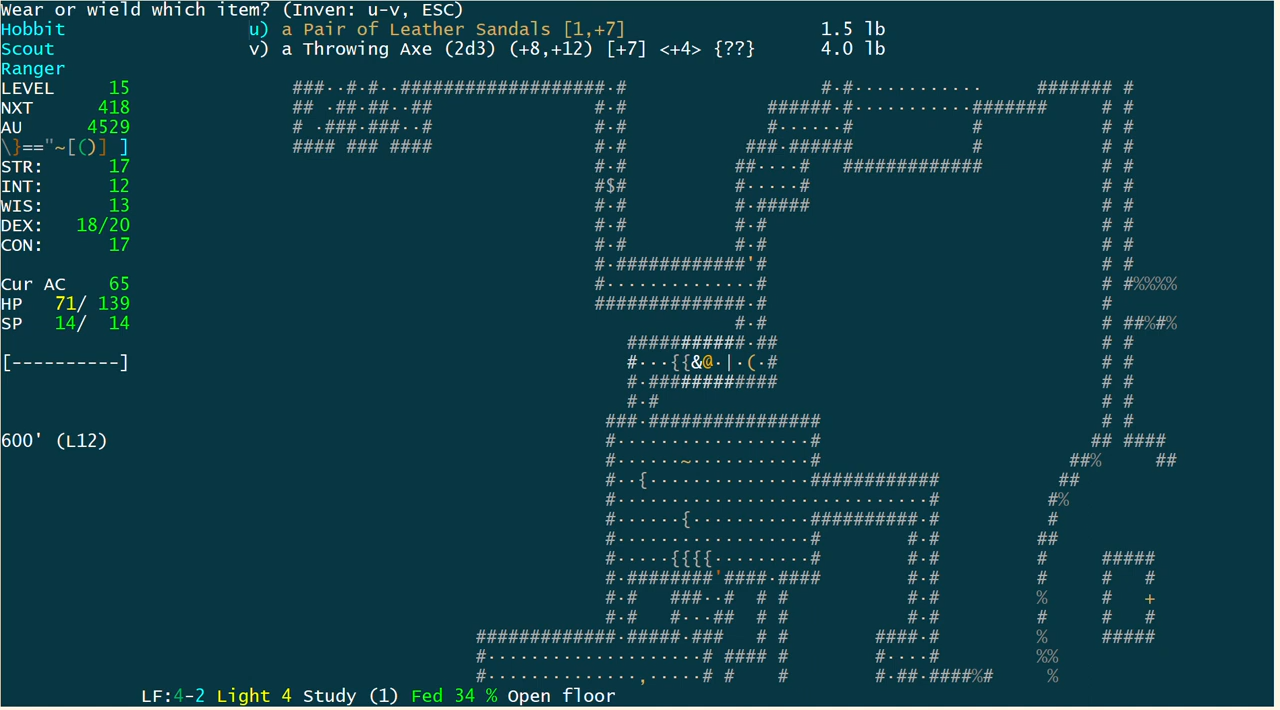 Wear or wield which item? (Inven: u-v, ESC)
Hobbit u) a Pair of Leather Sandals [1,+7] 1.5 lb
Scout v) a Throwing Axe (2d3) (+8,+12) [+7] <+4> {??} 4.0 lb
Ranger
LEVEL 15
NXT 418
AU 4529
\}=="~[()] ]
STR: 17
INT: 12
WIS: 13
DEX: 18/20
CON: 17
Cur AC 65
HP 71/ 139
SP 14/ 14
[----------]
600' (L12)
LF:4-2 Light 4 Study (1) Fed 34 % Open floor